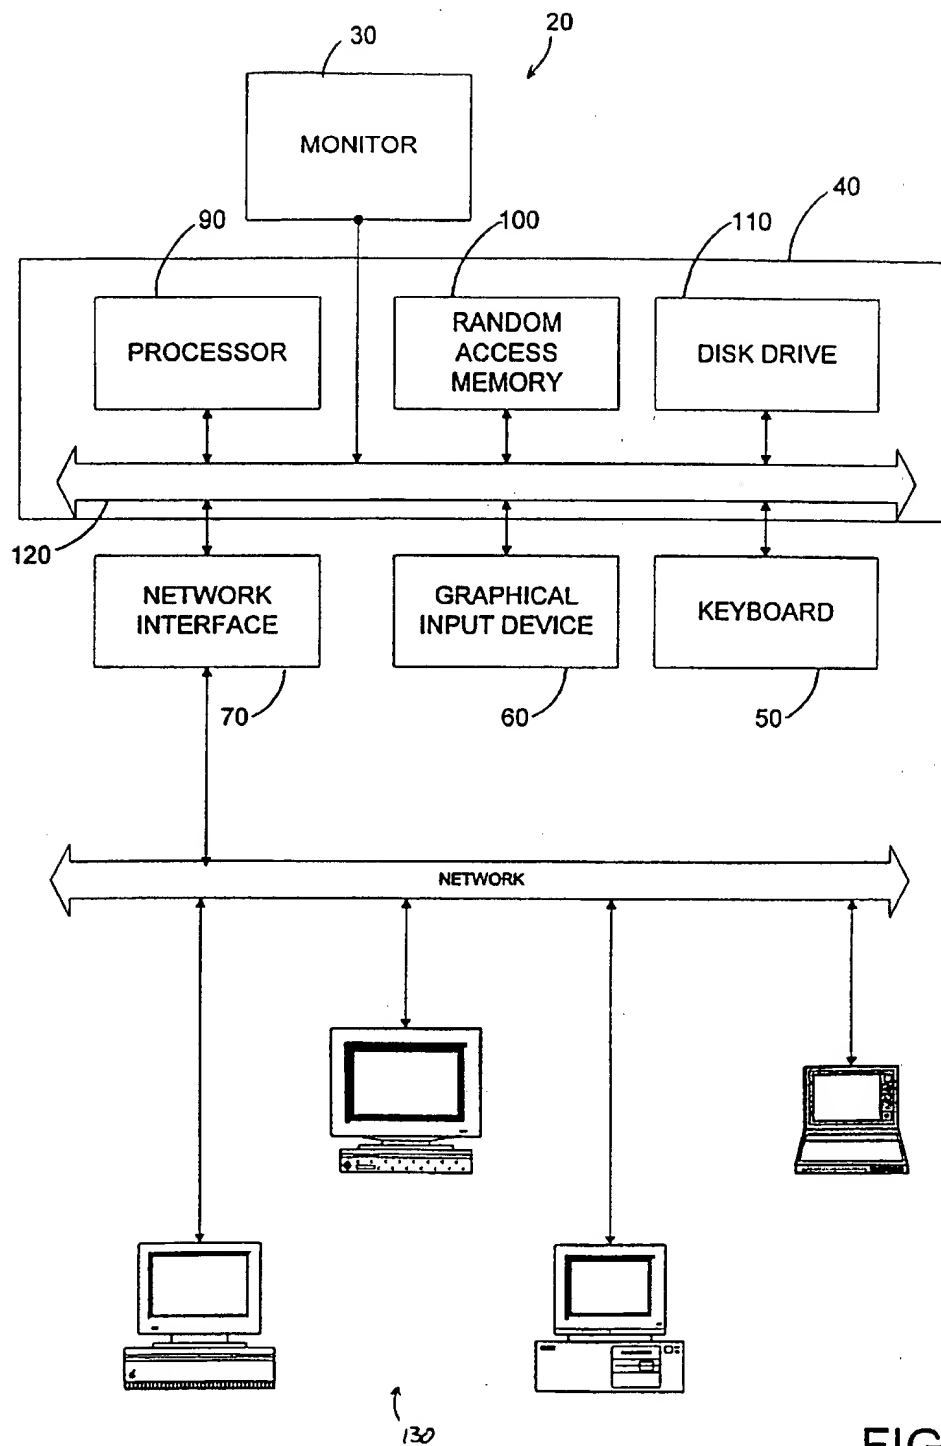 30
20
MONITOR
40
90
100
110
PROCESSOR
RANDOM
ACCESS
MEMORY
DISK DRIVE
120
NETWORK
INTERFACE
GRAPHICAL
INPUT DEVICE
KEYBOARD
70
60
50
NETWORK
130
FIG